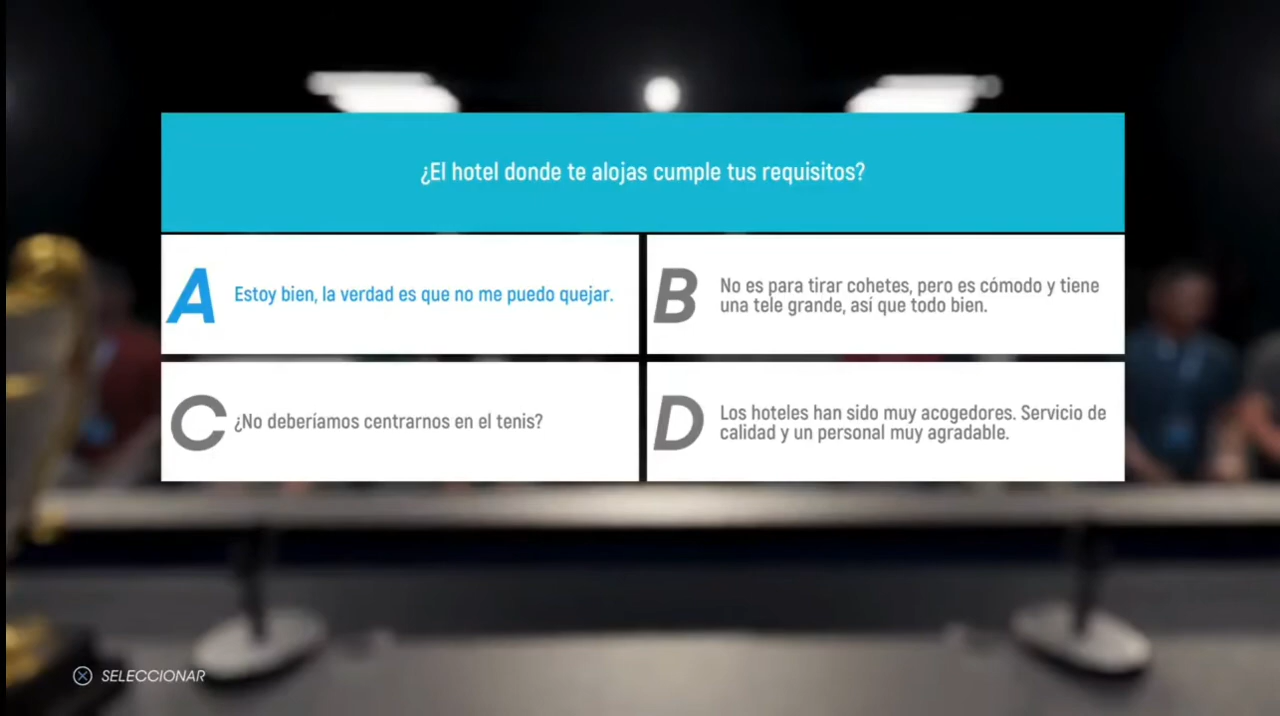 ¿El hotel donde te alojas cumple tus requisitos?
A
Estoy bien, la verdad es que no me puedo quejar.
B
No es para tirar cohetes, pero es cómodo y tiene
una tele grande, así que todo bien.
C
¿No deberíamos centrarnos en el tenis?
D
Los hoteles han sido muy acogedores. Servicio de
calidad y un personal muy agradable.
SELECCIONAR